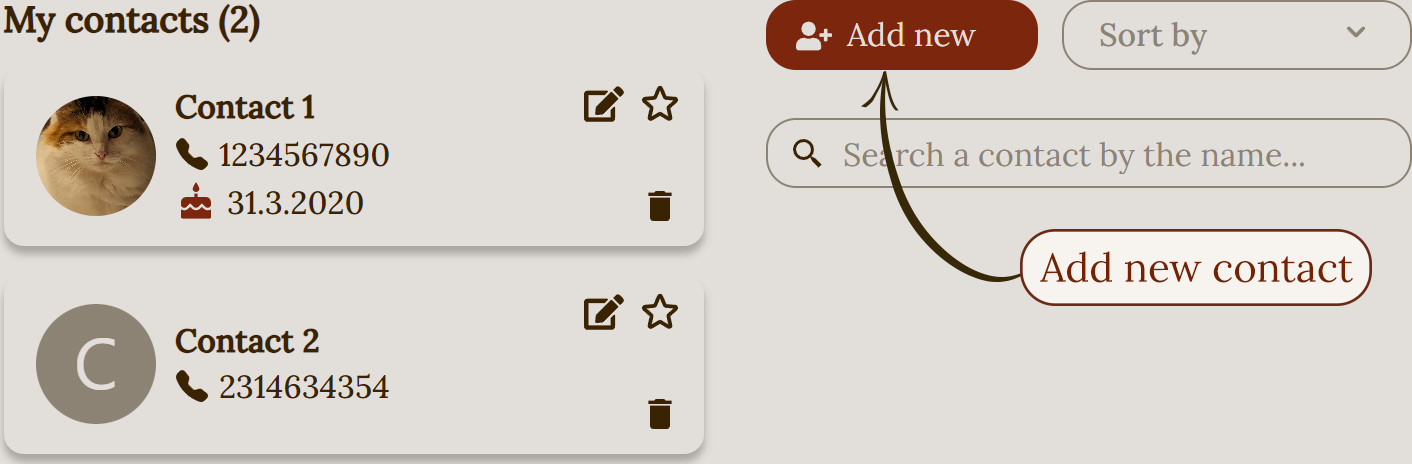 My contacts (2)
Contact 1
1234567890
31.3.2020
C
Contact 2
2314634354
Add new
Sort by
Search a contact by the name...
Add new contact